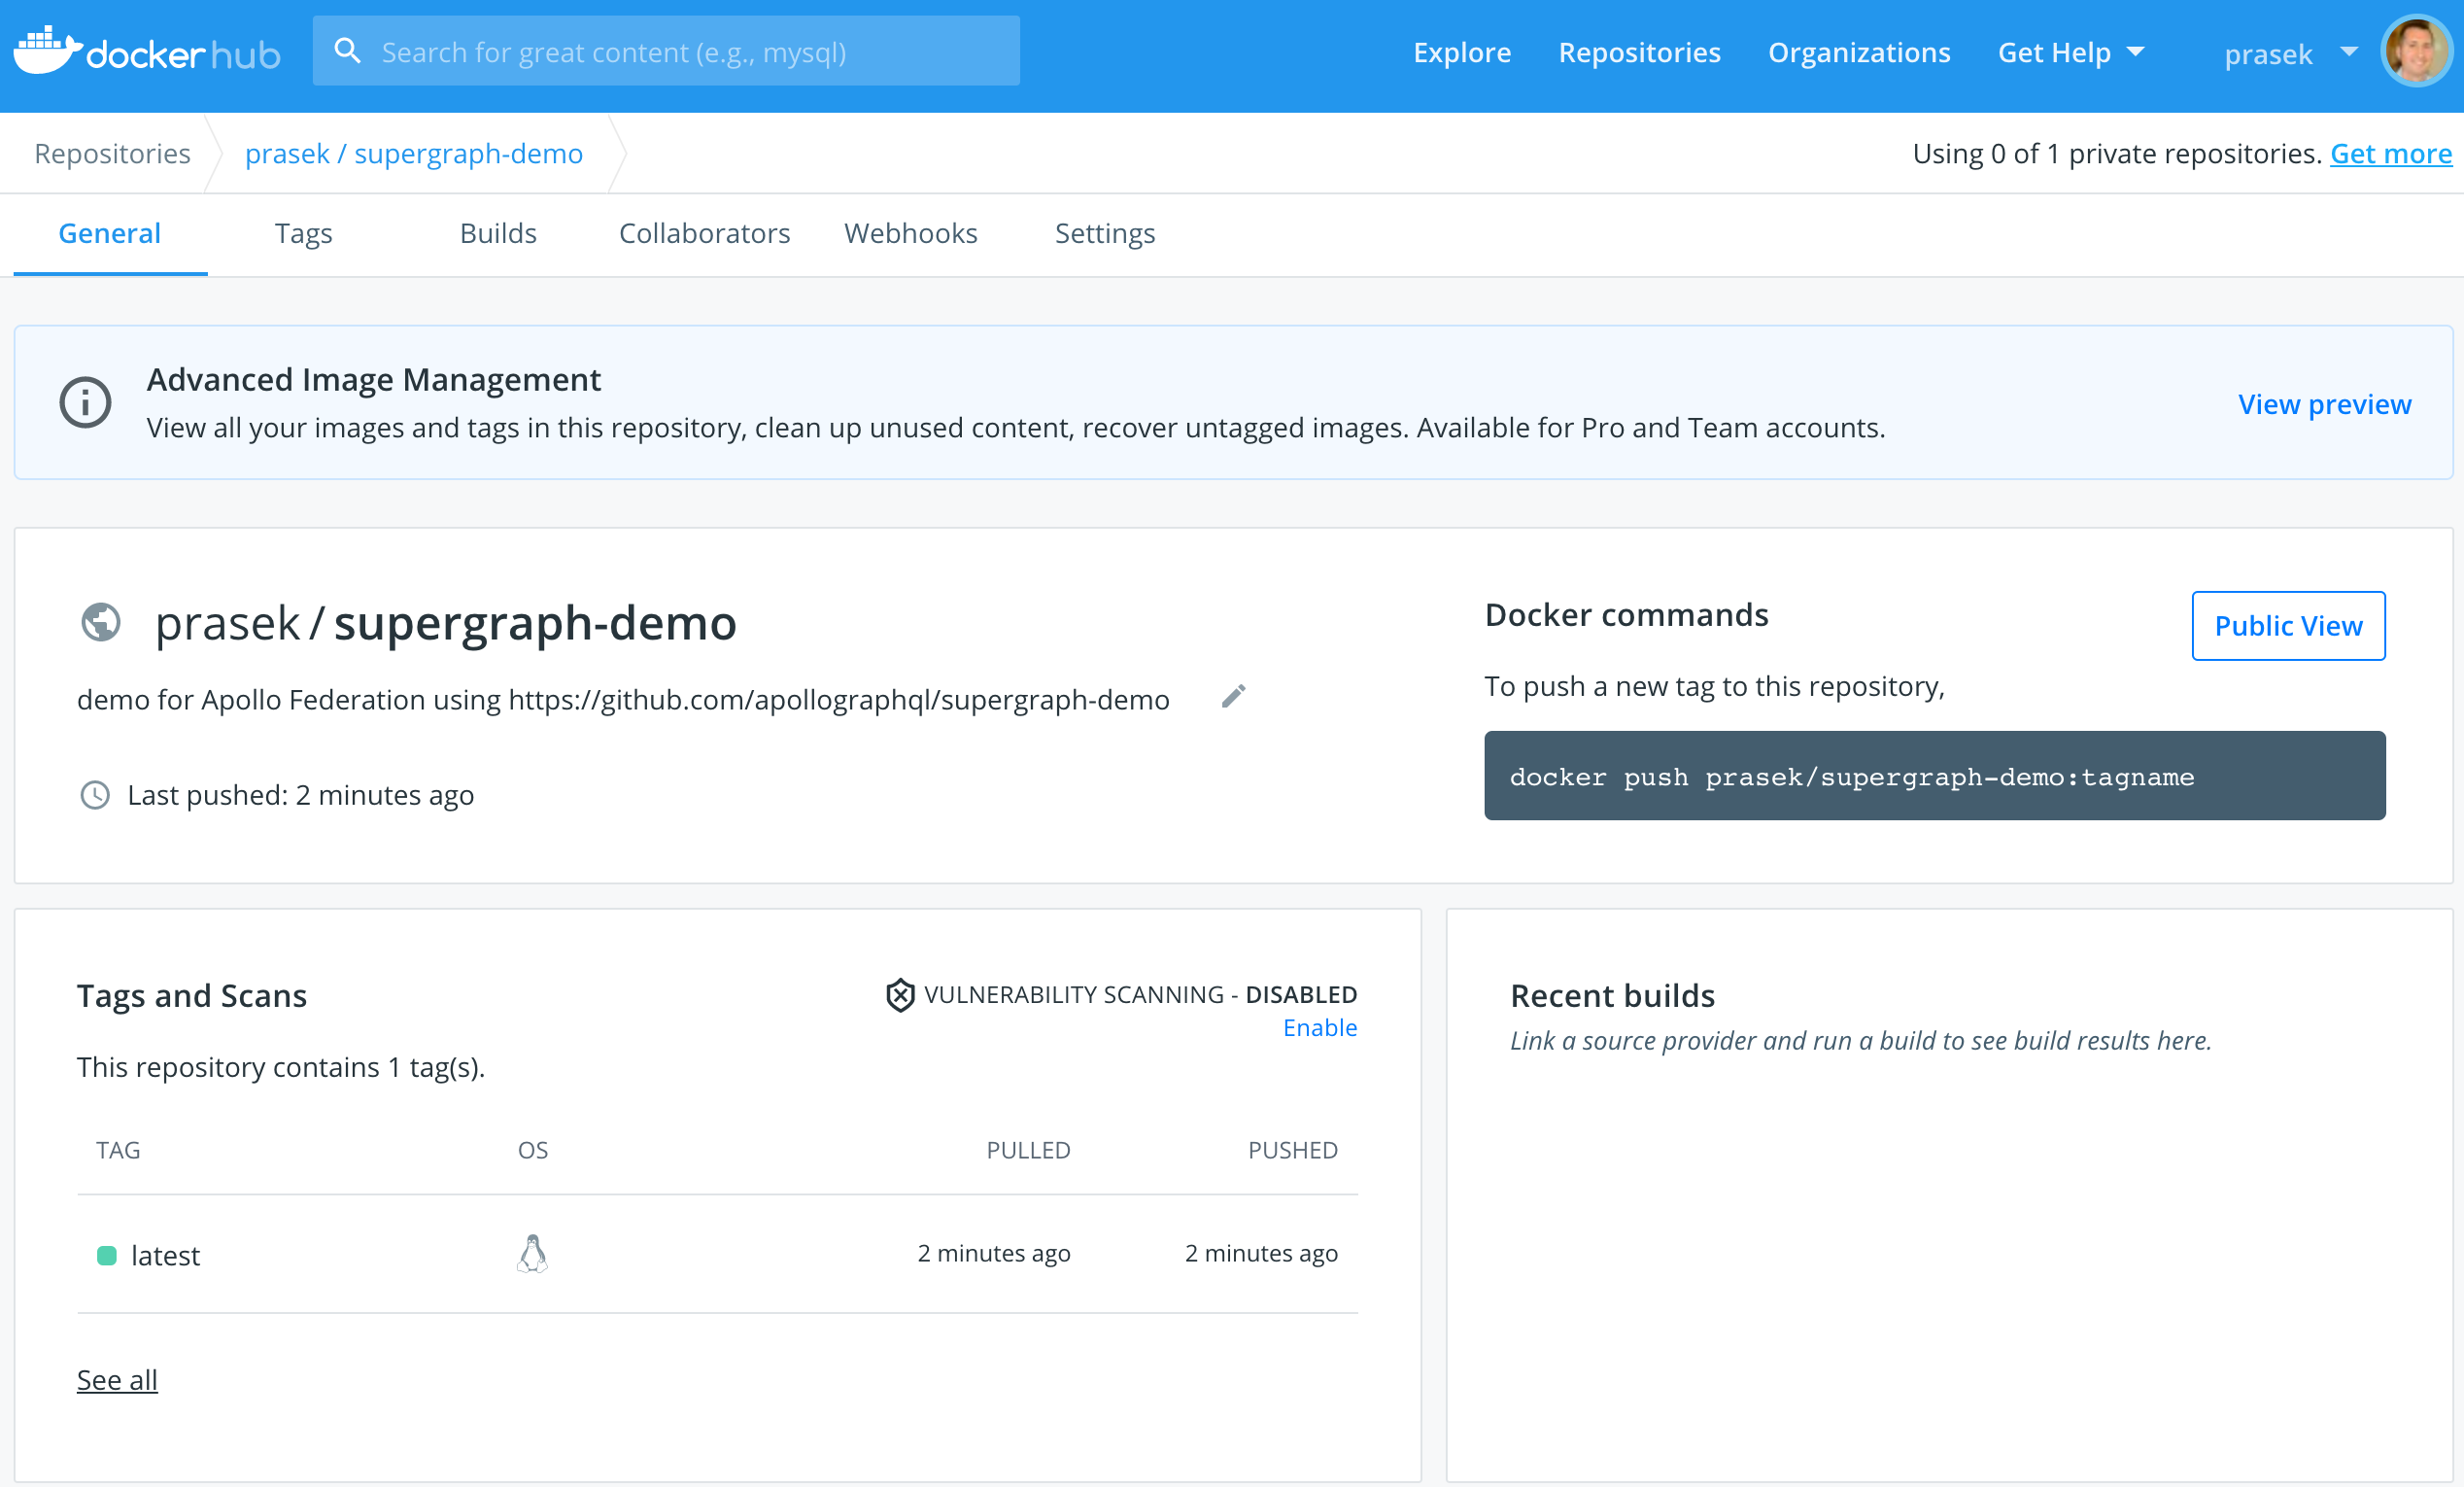 docker hub
Search for great content (e.g., mysql)
Explore
Repositories
Organizations
Get Help
prasek
Repositories
prasek / supergraph-demo
Using 0 of 1 private repositories. Get more
General
Tags
Builds
Collaborators
Webhooks
Settings
Advanced Image Management
View all your images and tags in this repository, clean up unused content, recover untagged images. Available for Pro and Team accounts.
View preview
prasek / supergraph-demo
demo for Apollo Federation using https://github.com/apollographql/supergraph-demo
Last pushed: 2 minutes ago
Docker commands
Public View
To push a new tag to this repository,
docker push prasek/supergraph-demo:tagname
Tags and Scans
VULNERABILITY SCANNING - DISABLED
Enable
This repository contains 1 tag(s).
TAG
OS
PULLED
PUSHED
latest
2 minutes ago
2 minutes ago
See all
Recent builds
Link a source provider and run a build to see build results here.